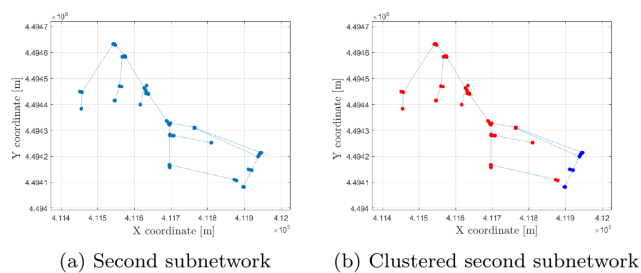 ×10⁶
4.4947
4.4946
4.4945
4.4944
4.4943
4.4942
4.4941
4.494
Y coordinate [m]
4.114 4.115 4.116 4.117 4.118 4.119 4.12
X coordinate [m]
×10⁵
(a) Second subnetwork
×10⁶
4.4947
4.4946
4.4945
4.4944
4.4943
4.4942
4.4941
4.494
Y coordinate [m]
4.114 4.115 4.116 4.117 4.118 4.119 4.12
X coordinate [m]
×10⁵
(b) Clustered second subnetwork